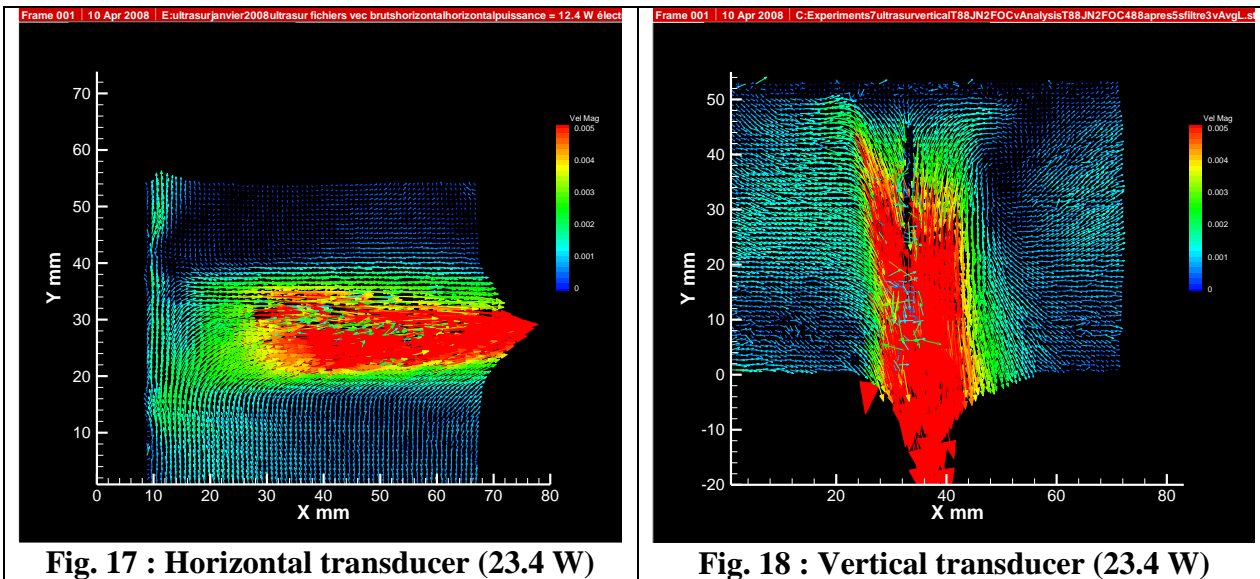 Frame 001 | 10 Apr 2008 | E:ultrasurjanvier2008ultrasur fichiers vec brutshorizontalhorizontalpuissance = 12.4 W élect
70
60
50
40
30
20
10
Y mm
0 10 20 30 40 50 60 70 80
X mm
Vel Mag
0.005
0.004
0.003
0.002
0.001
0
Fig. 17 : Horizontal transducer (23.4 W)
Frame 001 | 10 Apr 2008 | C:Experiments7ultrasurverticalT88JN2FOCvAnalysisT88JN2FOC488apres5sfiltre3vAvgL.s
50
40
30
20
10
0
-10
-20
Y mm
20 40 60 80
X mm
Vel Mag
0.005
0.004
0.003
0.002
0.001
0
Fig. 18 : Vertical transducer (23.4 W)